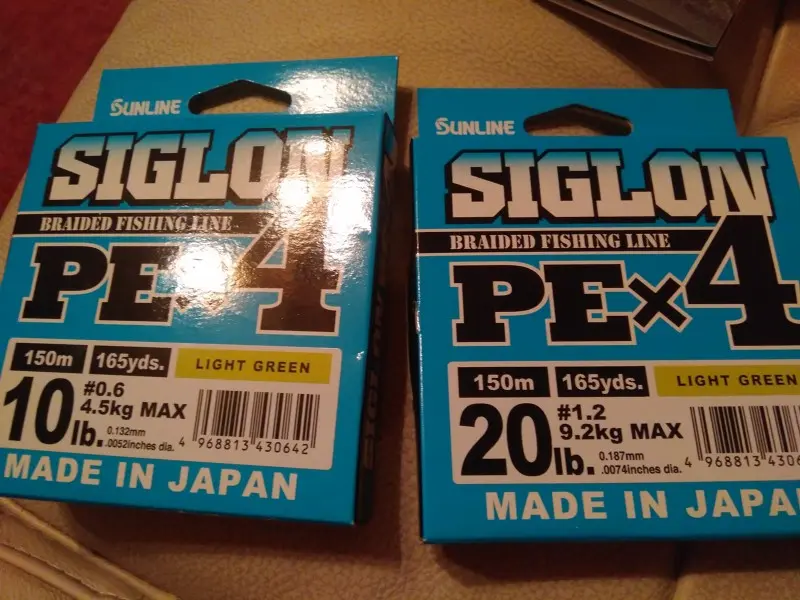 SUNLINE
SIGLON
BRAIDED FISHING LINE
PE×4
150m 165yds. LIGHT GREEN
10lb.
#0.6
4.5kg MAX
0.132mm
.0052inches dia.
4 968813 430642
MADE IN JAPAN
SUNLINE
SIGLON
BRAIDED FISHING LINE
PE×4
150m 165yds. LIGHT GREEN
20lb.
#1.2
9.2kg MAX
0.187mm
.0074inches dia.
4 968813
MADE IN